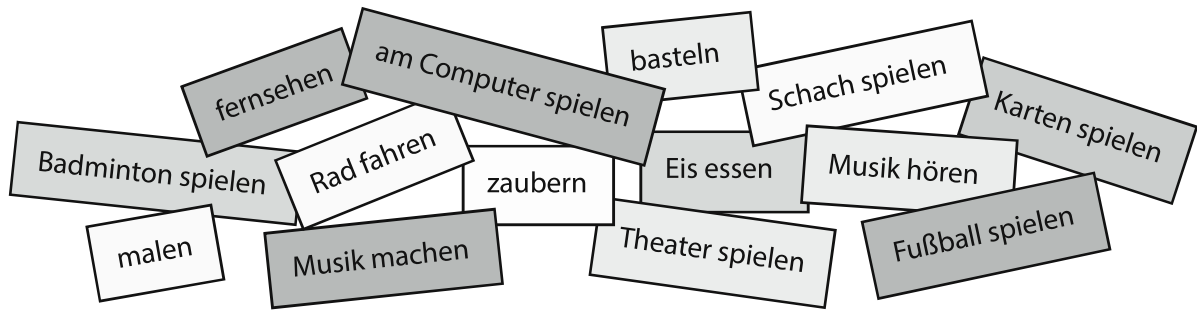 fernsehen
am Computer spielen
basteln
Schach spielen
Karten spielen
Badminton spielen
Rad fahren
zaubern
Eis essen
Musik hören
malen
Musik machen
Theater spielen
Fußball spielen